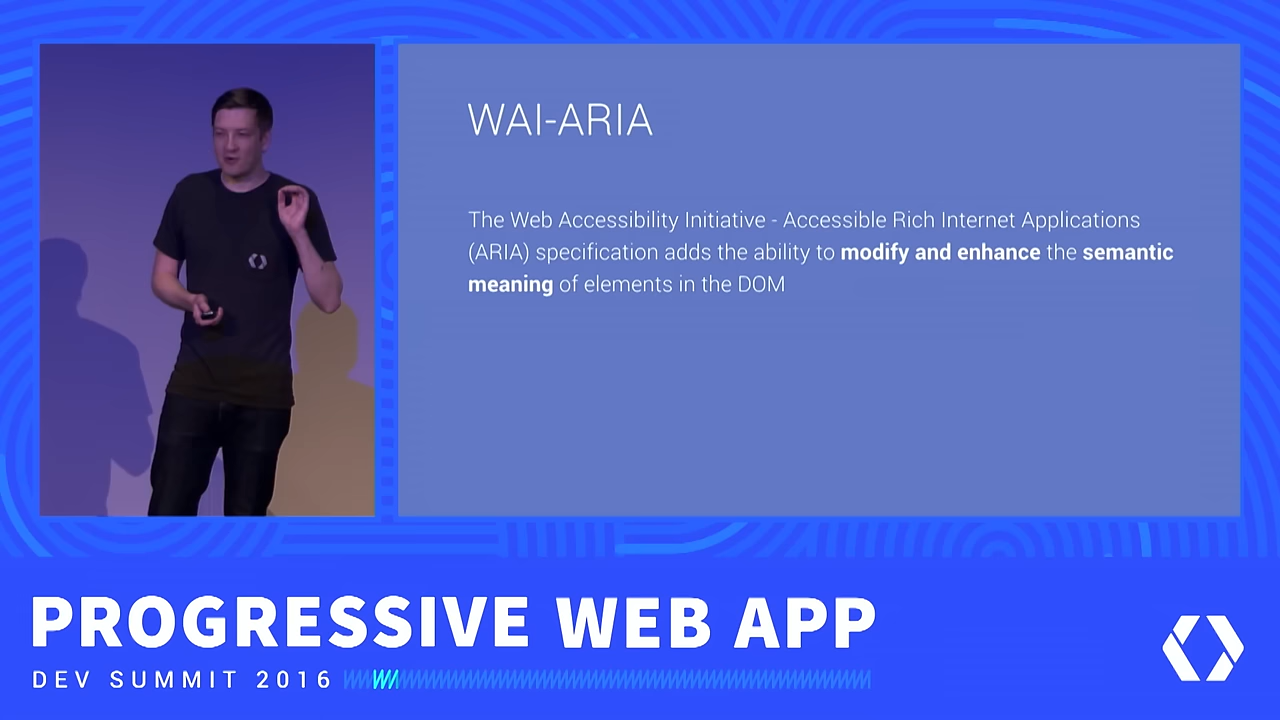 WAI-ARIA
The Web Accessibility Initiative - Accessible Rich Internet Applications
(ARIA) specification adds the ability to modify and enhance the semantic
meaning of elements in the DOM
PROGRESSIVE WEB APP
DEV SUMMIT 2016